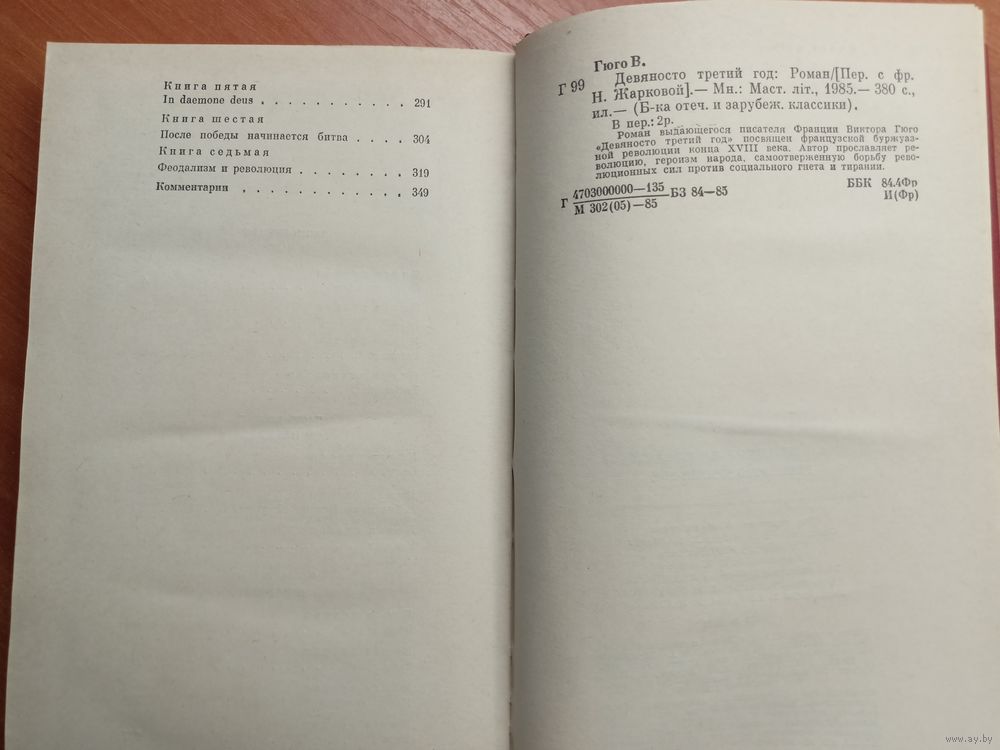 Книга пятая
In daemone deus . . . . . . . . . . . 291
Книга шестая
После победы начинается битва . . . . 304
Книга седьмая
Феодализм и революция . . . . . . . . 319
Комментарии . . . . . . . . . . . . 349
Гюго В.
Г 99 Девяносто третий год: Роман/[Пер. с фр.
Н. Жарковой].— Мн.: Маст. літ., 1985.— 380 с.,
ил.— (Б-ка отеч. и зарубеж. классики).
В пер.: 2р.
Роман выдающегося писателя Франции Виктора Гюго
«Девяносто третий год» посвящен французской буржуаз-
ной революции конца XVIII века. Автор прославляет ре-
волюцию, героизм народа, самоотверженную борьбу рево-
люционных сил против социального гнета и тирании.
Г 4703000000—135 БЗ 84—85
М 302(05)—85
ББК 84.4Фр
И(Фр)
www.ay.by